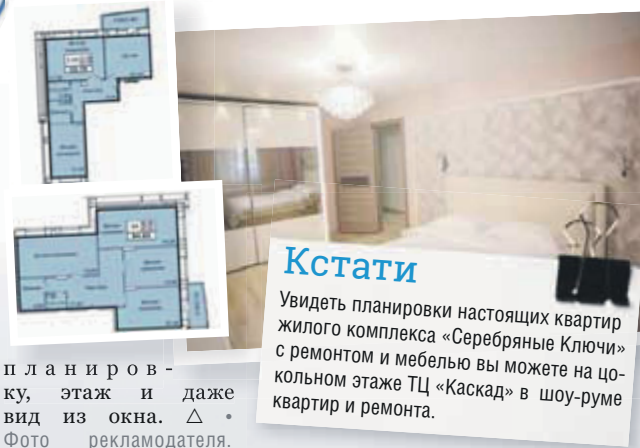 Кстати
Увидеть планировки настоящих квартир
жилого комплекса «Серебряные Ключи»
с ремонтом и мебелью вы можете на цо-
кольном этаже ТЦ «Каскад» в шоу-руме
квартир и ремонта.
планиров-
ку, этаж и даже
вид из окна. △ •
Фото рекламодателя.